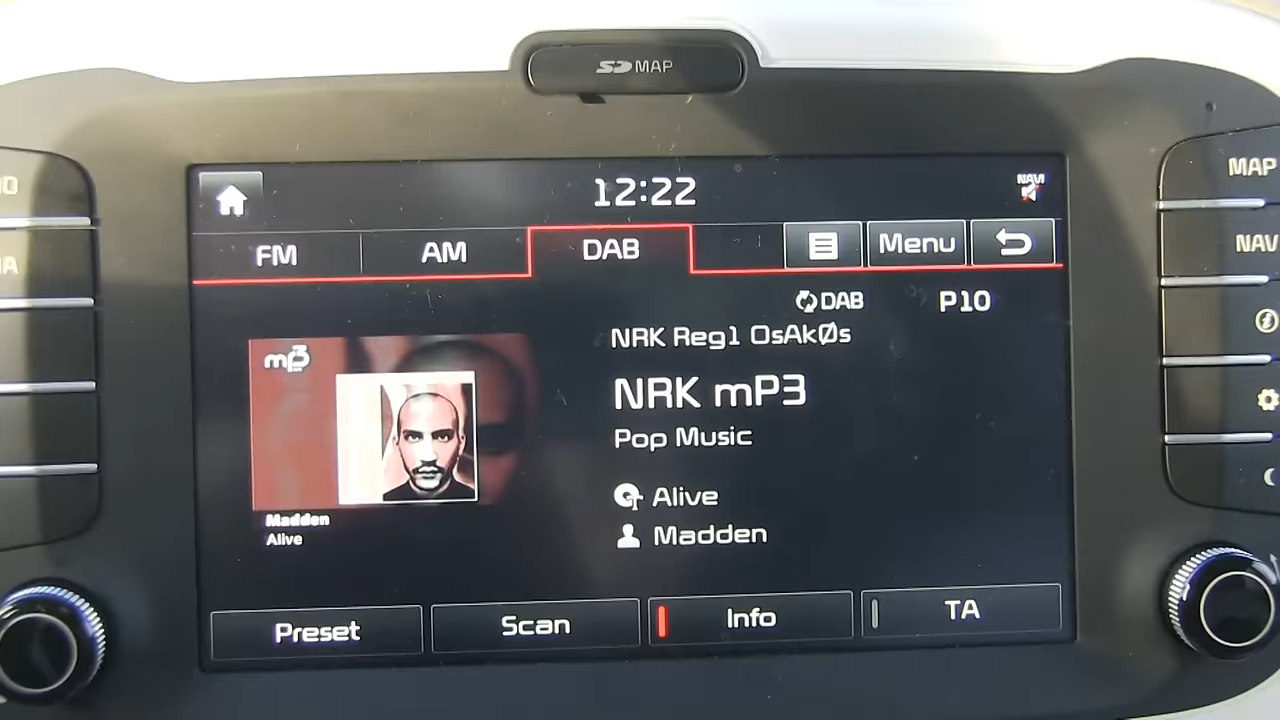 SD MAP
MAP
12:22
NAVI
FM AM DAB Menu
NAV
DAB P10
NRK Reg1 OsAkØs
mp3
NRK mP3
Pop Music
Alive
Madden
Madden
Alive
Preset Scan Info TA